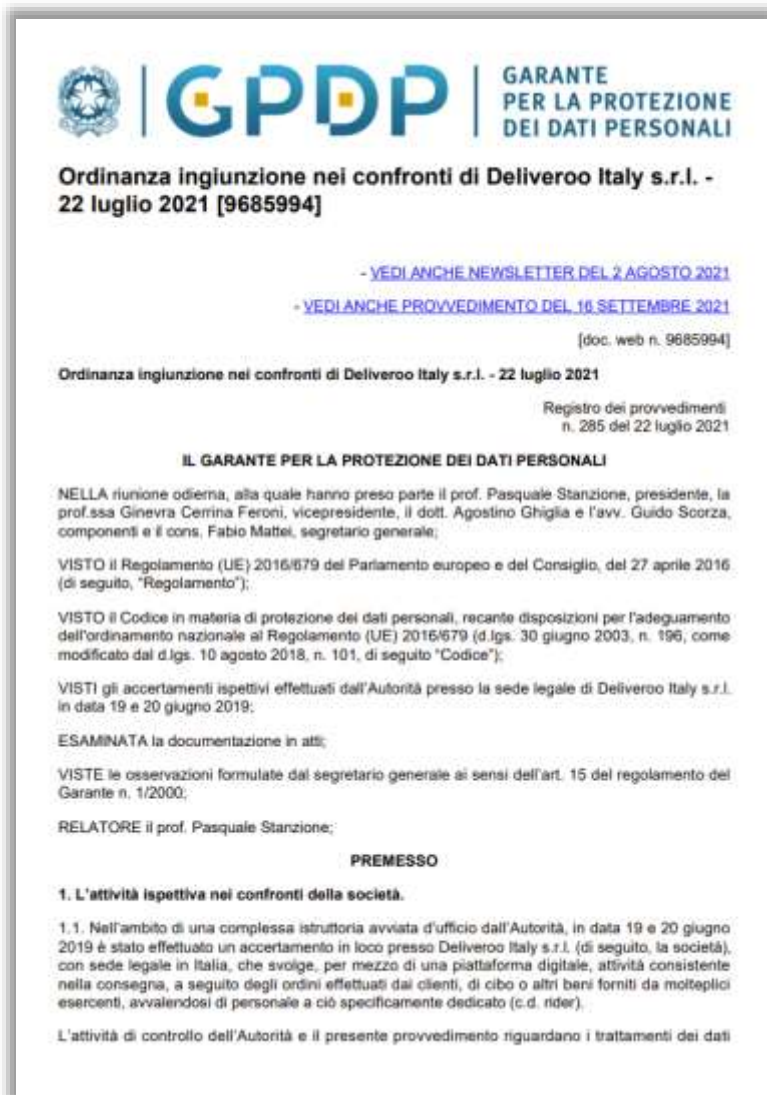 GPDP
GARANTE
PER LA PROTEZIONE
DEI DATI PERSONALI
Ordinanza ingiunzione nei confronti di Deliveroo Italy s.r.l. -
22 luglio 2021 [9685994]
- VEDI ANCHE NEWSLETTER DEL 2 AGOSTO 2021
- VEDI ANCHE PROVVEDIMENTO DEL 16 SETTEMBRE 2021
[doc. web n. 9685994]
Ordinanza ingiunzione nei confronti di Deliveroo Italy s.r.l. - 22 luglio 2021
Registro dei provvedimenti
n. 285 del 22 luglio 2021
IL GARANTE PER LA PROTEZIONE DEI DATI PERSONALI
NELLA riunione odierna, alla quale hanno preso parte il prof. Pasquale Stanzione, presidente, la
prof.ssa Ginevra Cerrina Feroni, vicepresidente, il dott. Agostino Ghiglia e l'avv. Guido Scorza,
componenti e il cons. Fabio Mattei, segretario generale;
VISTO il Regolamento (UE) 2016/679 del Parlamento europeo e del Consiglio, del 27 aprile 2016
(di seguito, "Regolamento");
VISTO il Codice in materia di protezione dei dati personali, recante disposizioni per l'adeguamento
dell'ordinamento nazionale al Regolamento (UE) 2016/679 (d.lgs. 30 giugno 2003, n. 196, come
modificato dal d.lgs. 10 agosto 2018, n. 101, di seguito "Codice");
VISTI gli accertamenti ispettivi effettuati dall'Autorità presso la sede legale di Deliveroo Italy s.r.l.
in data 19 e 20 giugno 2019;
ESAMINATA la documentazione in atti;
VISTE le osservazioni formulate dal segretario generale ai sensi dell'art. 15 del regolamento del
Garante n. 1/2000;
RELATORE il prof. Pasquale Stanzione;
PREMESSO
1. L'attività ispettiva nei confronti della società.
1.1. Nell'ambito di una complessa istruttoria avviata d'ufficio dall'Autorità, in data 19 e 20 giugno
2019 è stato effettuato un accertamento in loco presso Deliveroo Italy s.r.l. (di seguito, la società),
con sede legale in Italia, che svolge, per mezzo di una piattaforma digitale, attività consistente
nella consegna, a seguito degli ordini effettuati dai clienti, di cibo o altri beni forniti da molteplici
esercenti, avvalendosi di personale a ciò specificamente dedicato (c.d. rider).
L'attività di controllo dell'Autorità e il presente provvedimento riguardano i trattamenti dei dati